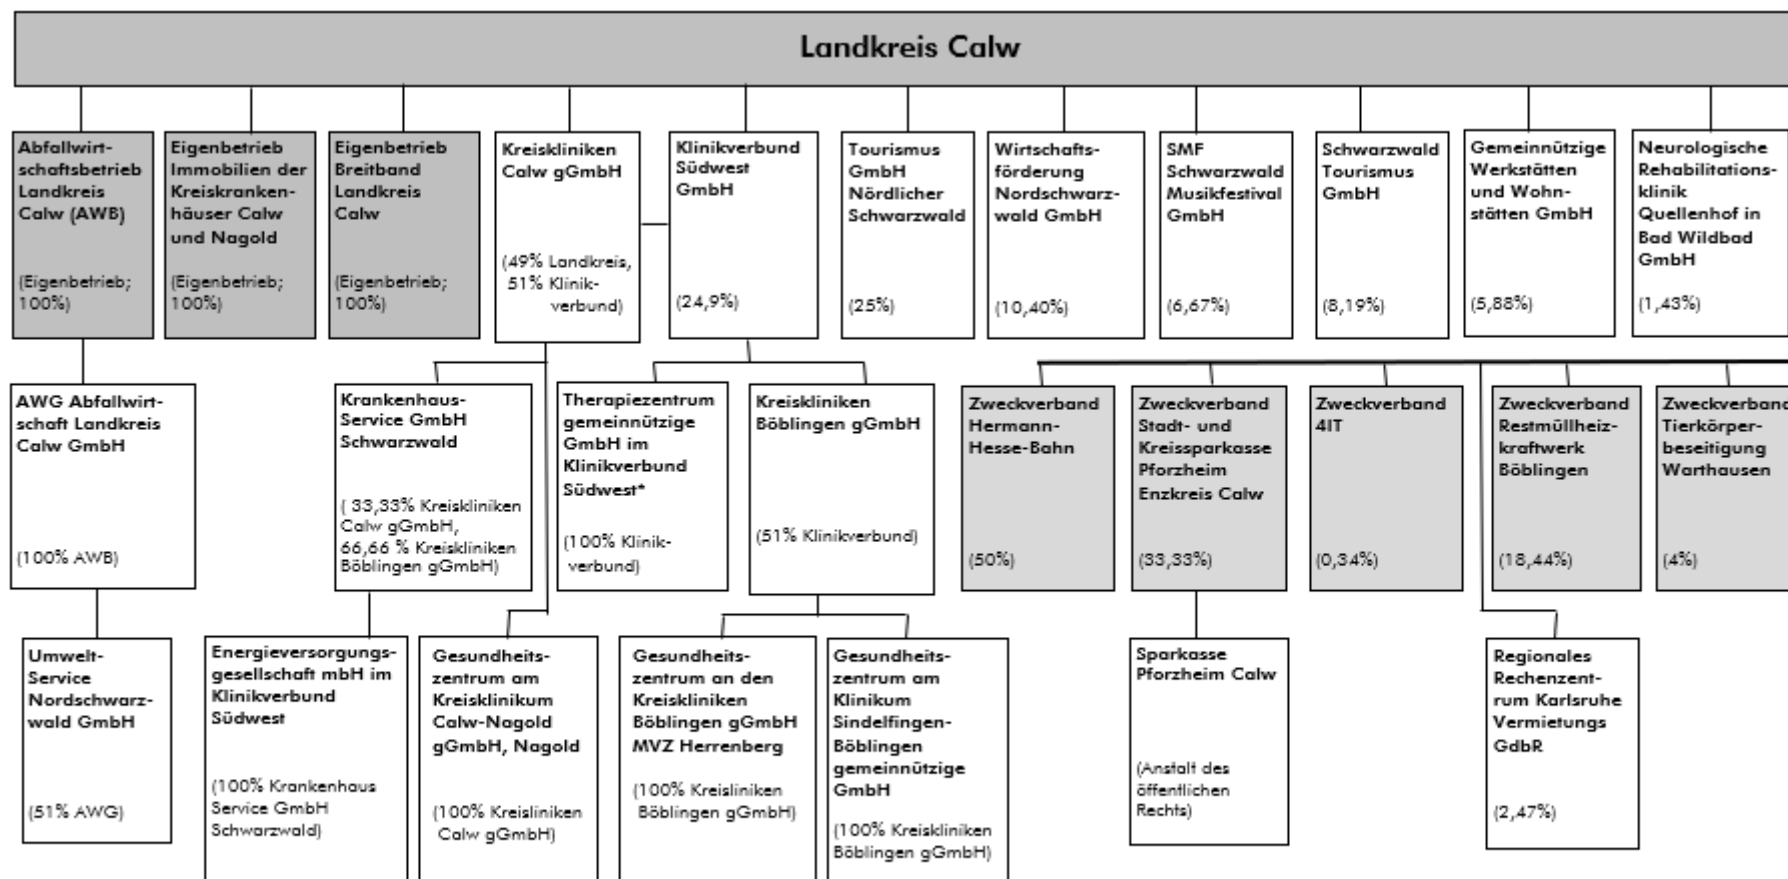 Landkreis Calw
Abfallwirt-
schaftsbetrieb
Landkreis
Calw (AWB)
(Eigenbetrieb;
100%)
Eigenbetrieb
Immobilien der
Kreiskranken-
häuser Calw
und Nagold
(Eigenbetrieb;
100%)
Eigenbetrieb
Breitband
Landkreis
Calw
(Eigenbetrieb;
100%)
Kreiskliniken
Calw gGmbH
(49% Landkreis,
51% Klinik-
verbund)
Klinikverbund
Südwest
GmbH
(24,9%)
Tourismus
GmbH
Nördlicher
Schwarzwald
(25%)
Wirtschafts-
förderung
Nordschwarz-
wald GmbH
(10,40%)
SMF
Schwarzwald
Musikfestival
GmbH
(6,67%)
Schwarzwald
Tourismus
GmbH
(8,19%)
Gemeinnützige
Werkstätten
und Wohn-
stätten GmbH
(5,88%)
Neurologische
Rehabilitations-
klinik
Quellenhof in
Bad Wildbad
GmbH
(1,43%)
AWG Abfallwirt-
schaft Landkreis
Calw GmbH
(100% AWB)
Krankenhaus-
Service GmbH
Schwarzwald
( 33,33% Kreiskliniken
Calw gGmbH,
66,66 % Kreiskliniken
Böblingen gGmbH)
Therapiezentrum
gemeinnützige
GmbH im
Klinikverbund
Südwest*
(100% Klinik-
verbund)
Kreiskliniken
Böblingen gGmbH
(51% Klinikverbund)
Zweckverband
Hermann-
Hesse-Bahn
(50%)
Zweckverband
Stadt- und
Kreissparkasse
Pforzheim
Enzkreis Calw
(33,33%)
Zweckverband
4IT
(0,34%)
Zweckverband
Restmüllheiz-
kraftwerk
Böblingen
(18,44%)
Zweckverband
Tierkörper-
beseitigung
Warthausen
(4%)
Umwelt-
Service
Nordschwarz-
wald GmbH
(51% AWG)
Energieversorgungs-
gesellschaft mbH im
Klinikverbund
Südwest
(100% Krankenhaus
Service GmbH
Schwarzwald)
Gesundheits-
zentrum am
Kreisklinikum
Calw-Nagold
gGmbH, Nagold
(100% Kreisliniken
Calw gGmbH)
Gesundheits-
zentrum an den
Kreiskliniken
Böblingen gGmbH
MVZ Herrenberg
(100% Kreisliniken
Böblingen gGmbH)
Gesundheits-
zentrum am
Klinikum
Sindelfingen-
Böblingen
gemeinnützige
GmbH
(100% Kreiskliniken
Böblingen gGmbH)
Sparkasse
Pforzheim Calw
(Anstalt des
öffentlichen
Rechts)
Regionales
Rechenzent-
rum Karlsruhe
Vermietungs
GdbR
(2,47%)